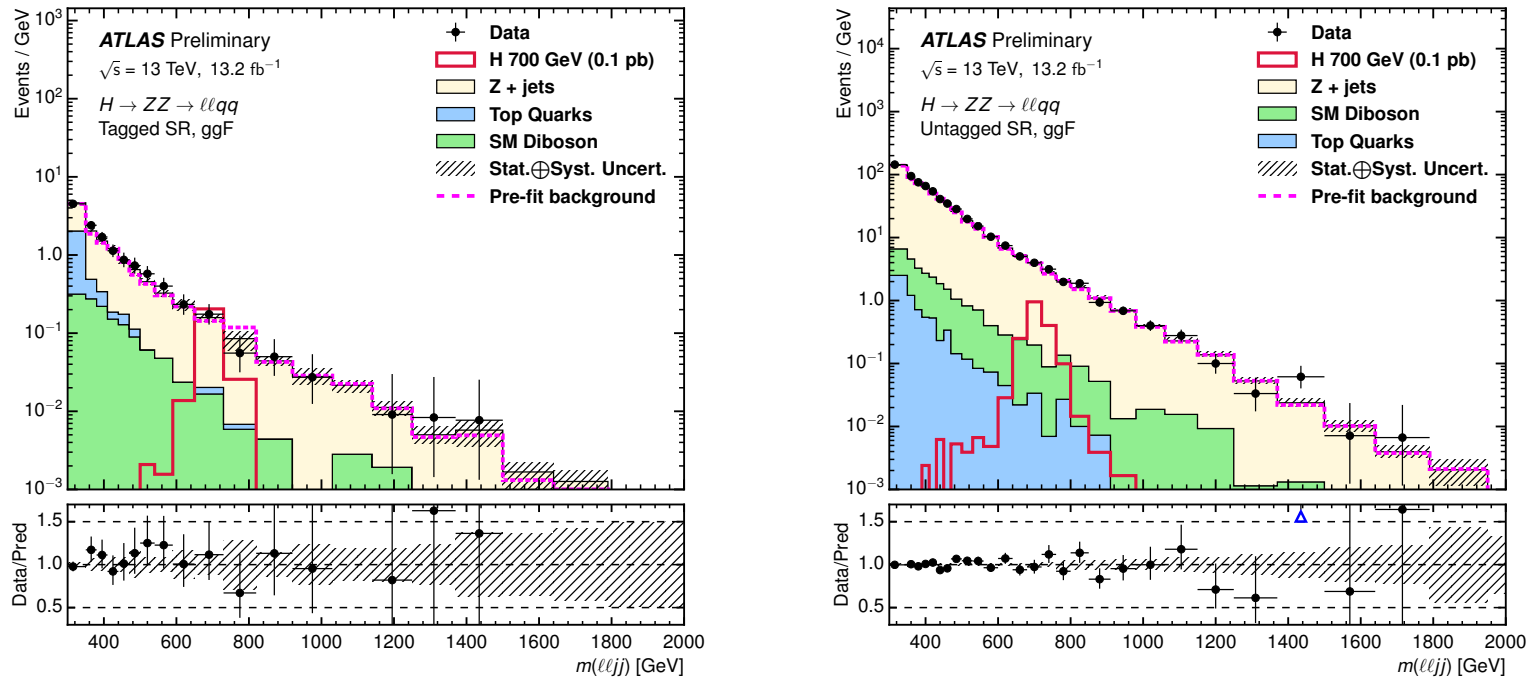 Events / GeV
10³
10²
10¹
1.0
10⁻¹
10⁻²
10⁻³
ATLAS Preliminary
√s = 13 TeV, 13.2 fb⁻¹
H → ZZ → ℓℓqq
Tagged SR, ggF
Data
H 700 GeV (0.1 pb)
Z + jets
Top Quarks
SM Diboson
Stat.⊕Syst. Uncert.
Pre-fit background
Data/Pred
1.5
1.0
0.5
400 600 800 1000 1200 1400 1600 1800 2000
m(ℓℓjj) [GeV]
Events / GeV
10⁴
10³
10²
10¹
1.0
10⁻¹
10⁻²
10⁻³
ATLAS Preliminary
√s = 13 TeV, 13.2 fb⁻¹
H → ZZ → ℓℓqq
Untagged SR, ggF
Data
H 700 GeV (0.1 pb)
Z + jets
SM Diboson
Top Quarks
Stat.⊕Syst. Uncert.
Pre-fit background
Data/Pred
1.5
1.0
0.5
400 600 800 1000 1200 1400 1600 1800 2000
m(ℓℓjj) [GeV]